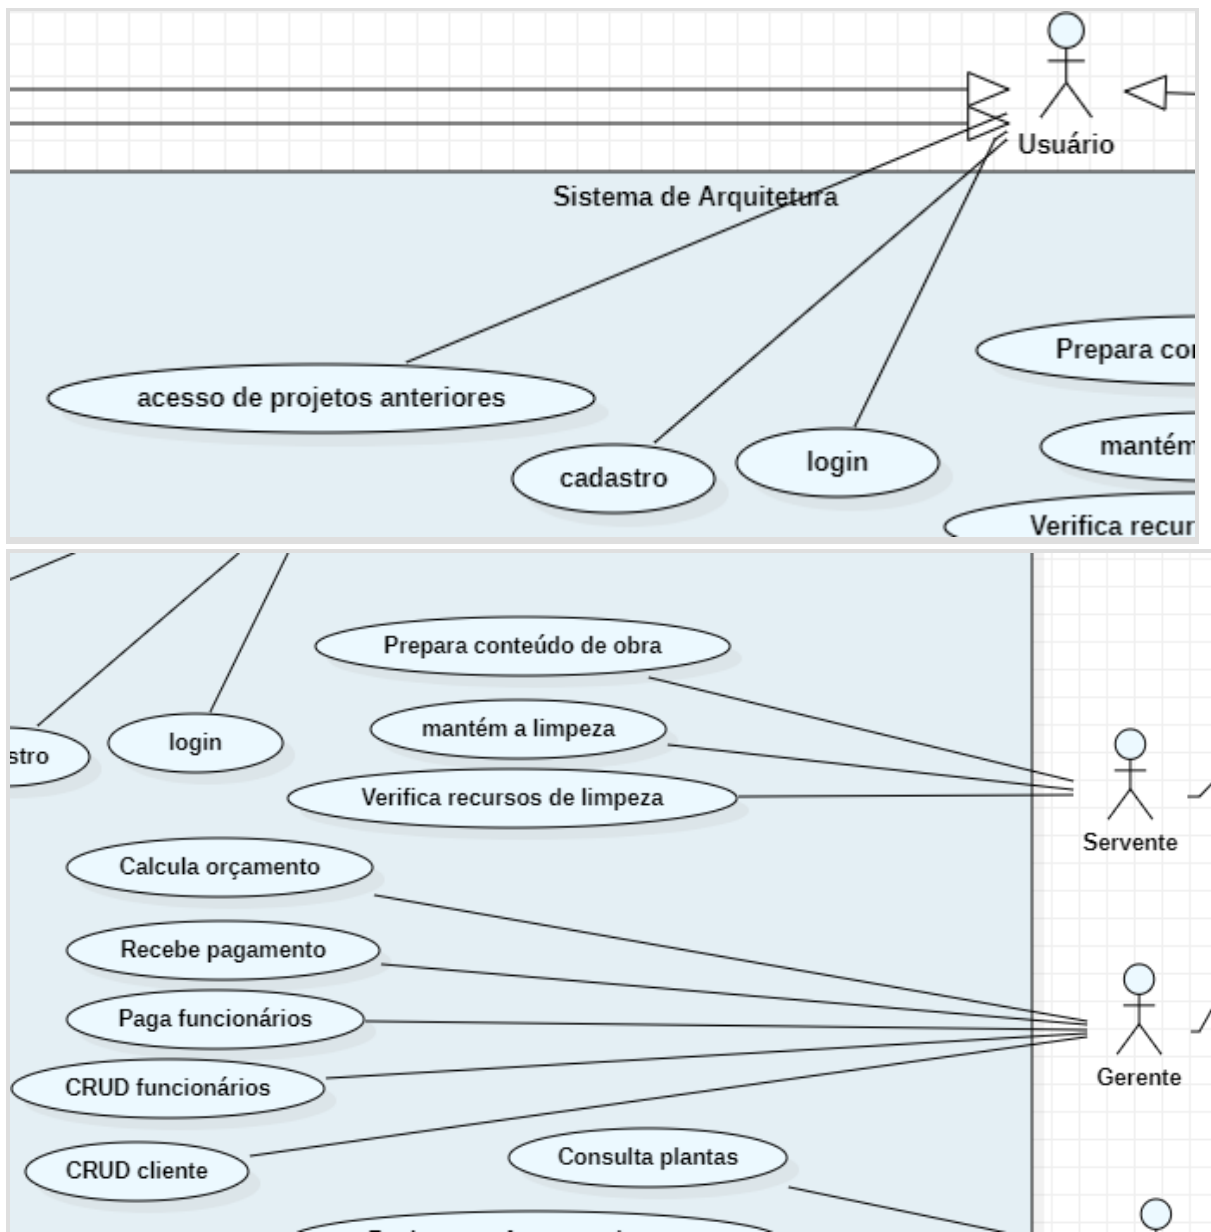 Usuário
Sistema de Arquitetura
Prepara co
acesso de projetos anteriores
mantém
login
cadastro
Verifica recur
Prepara conteúdo de obra
mantém a limpeza
login
stro
Verifica recursos de limpeza
Servente
Calcula orçamento
Recebe pagamento
Paga funcionários
Gerente
CRUD funcionários
Consulta plantas
CRUD cliente